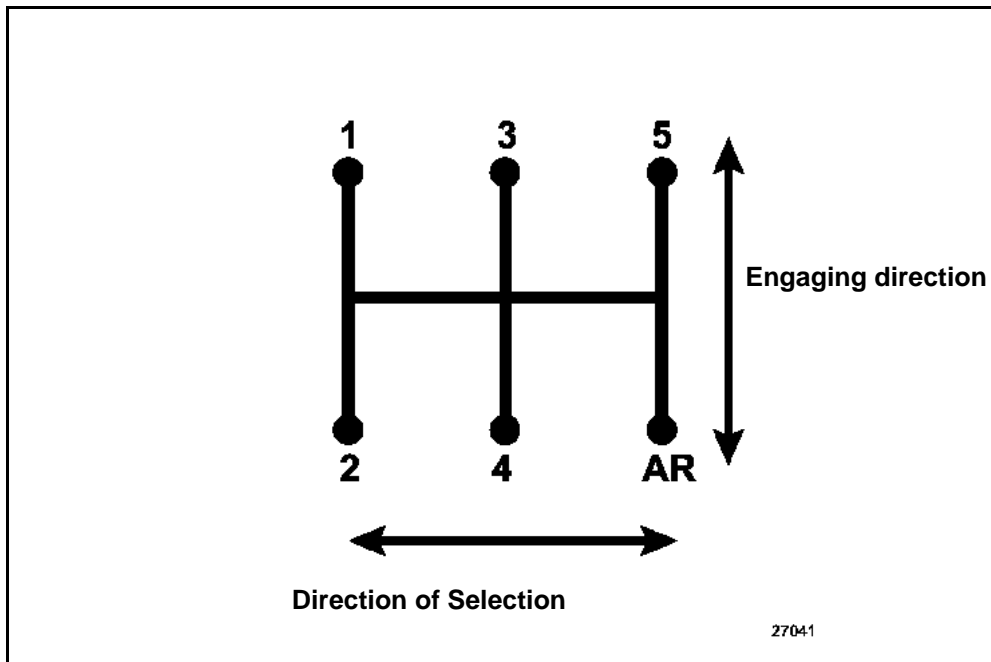 1 3 5
Engaging direction
2 4 AR
Direction of Selection
27041